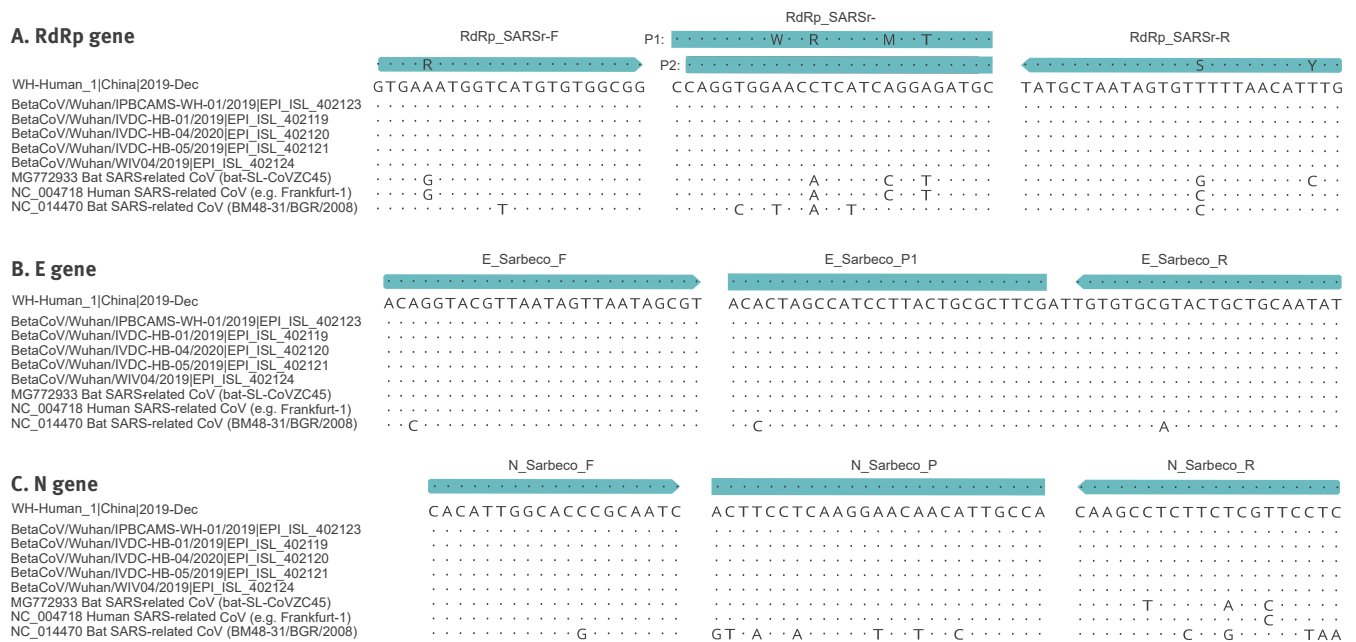 A. RdRp gene
RdRp_SARSr-F
RdRp_SARSr-
RdRp_SARSr-R
P1: ········W··R·····M··T·····
R
P2: ·························
S Y
WH-Human_1|China|2019-Dec GTGAAATGGTCATGTGTGGCGG CCAGGTGGAACCTCATCAGGAGATGC TATGCTAATAGTGTTTTTAACATTTG
BetaCoV/Wuhan/IPBCAMS-WH-01/2019|EPI_ISL_402123
BetaCoV/Wuhan/IVDC-HB-01/2019|EPI_ISL_402119
BetaCoV/Wuhan/IVDC-HB-04/2020|EPI_ISL_402120
BetaCoV/Wuhan/IVDC-HB-05/2019|EPI_ISL_402121
BetaCoV/Wuhan/WIV04/2019|EPI_ISL_402124
MG772933 Bat SARS-related CoV (bat-SL-CoVZC45) G A C T G C
NC_004718 Human SARS-related CoV (e.g. Frankfurt-1) G A C T C
NC_014470 Bat SARS-related CoV (BM48-31/BGR/2008) T C T A T C
B. E gene
E_Sarbeco_F
E_Sarbeco_P1
E_Sarbeco_R
WH-Human_1|China|2019-Dec ACAGGTACGTTAATAGTTAATAGCGT ACACTAGCCATCCTTACTGCGCTTCGATTGTGTGCGTACTGCTGCAATAT
BetaCoV/Wuhan/IPBCAMS-WH-01/2019|EPI_ISL_402123
BetaCoV/Wuhan/IVDC-HB-01/2019|EPI_ISL_402119
BetaCoV/Wuhan/IVDC-HB-04/2020|EPI_ISL_402120
BetaCoV/Wuhan/IVDC-HB-05/2019|EPI_ISL_402121
BetaCoV/Wuhan/WIV04/2019|EPI_ISL_402124
MG772933 Bat SARS-related CoV (bat-SL-CoVZC45)
NC_004718 Human SARS-related CoV (e.g. Frankfurt-1)
NC_014470 Bat SARS-related CoV (BM48-31/BGR/2008) C C A
C. N gene
N_Sarbeco_F
N_Sarbeco_P
N_Sarbeco_R
WH-Human_1|China|2019-Dec CACATTGGCACCCGCAATC ACTTCCTCAAGGAACAACATTGCCA CAAGCCTCTTCTCGTTCCTC
BetaCoV/Wuhan/IPBCAMS-WH-01/2019|EPI_ISL_402123
BetaCoV/Wuhan/IVDC-HB-01/2019|EPI_ISL_402119
BetaCoV/Wuhan/IVDC-HB-04/2020|EPI_ISL_402120
BetaCoV/Wuhan/IVDC-HB-05/2019|EPI_ISL_402121
BetaCoV/Wuhan/WIV04/2019|EPI_ISL_402124
MG772933 Bat SARS-related CoV (bat-SL-CoVZC45) T A C
NC_004718 Human SARS-related CoV (e.g. Frankfurt-1) C
NC_014470 Bat SARS-related CoV (BM48-31/BGR/2008) G GT A A T T C C G TAA